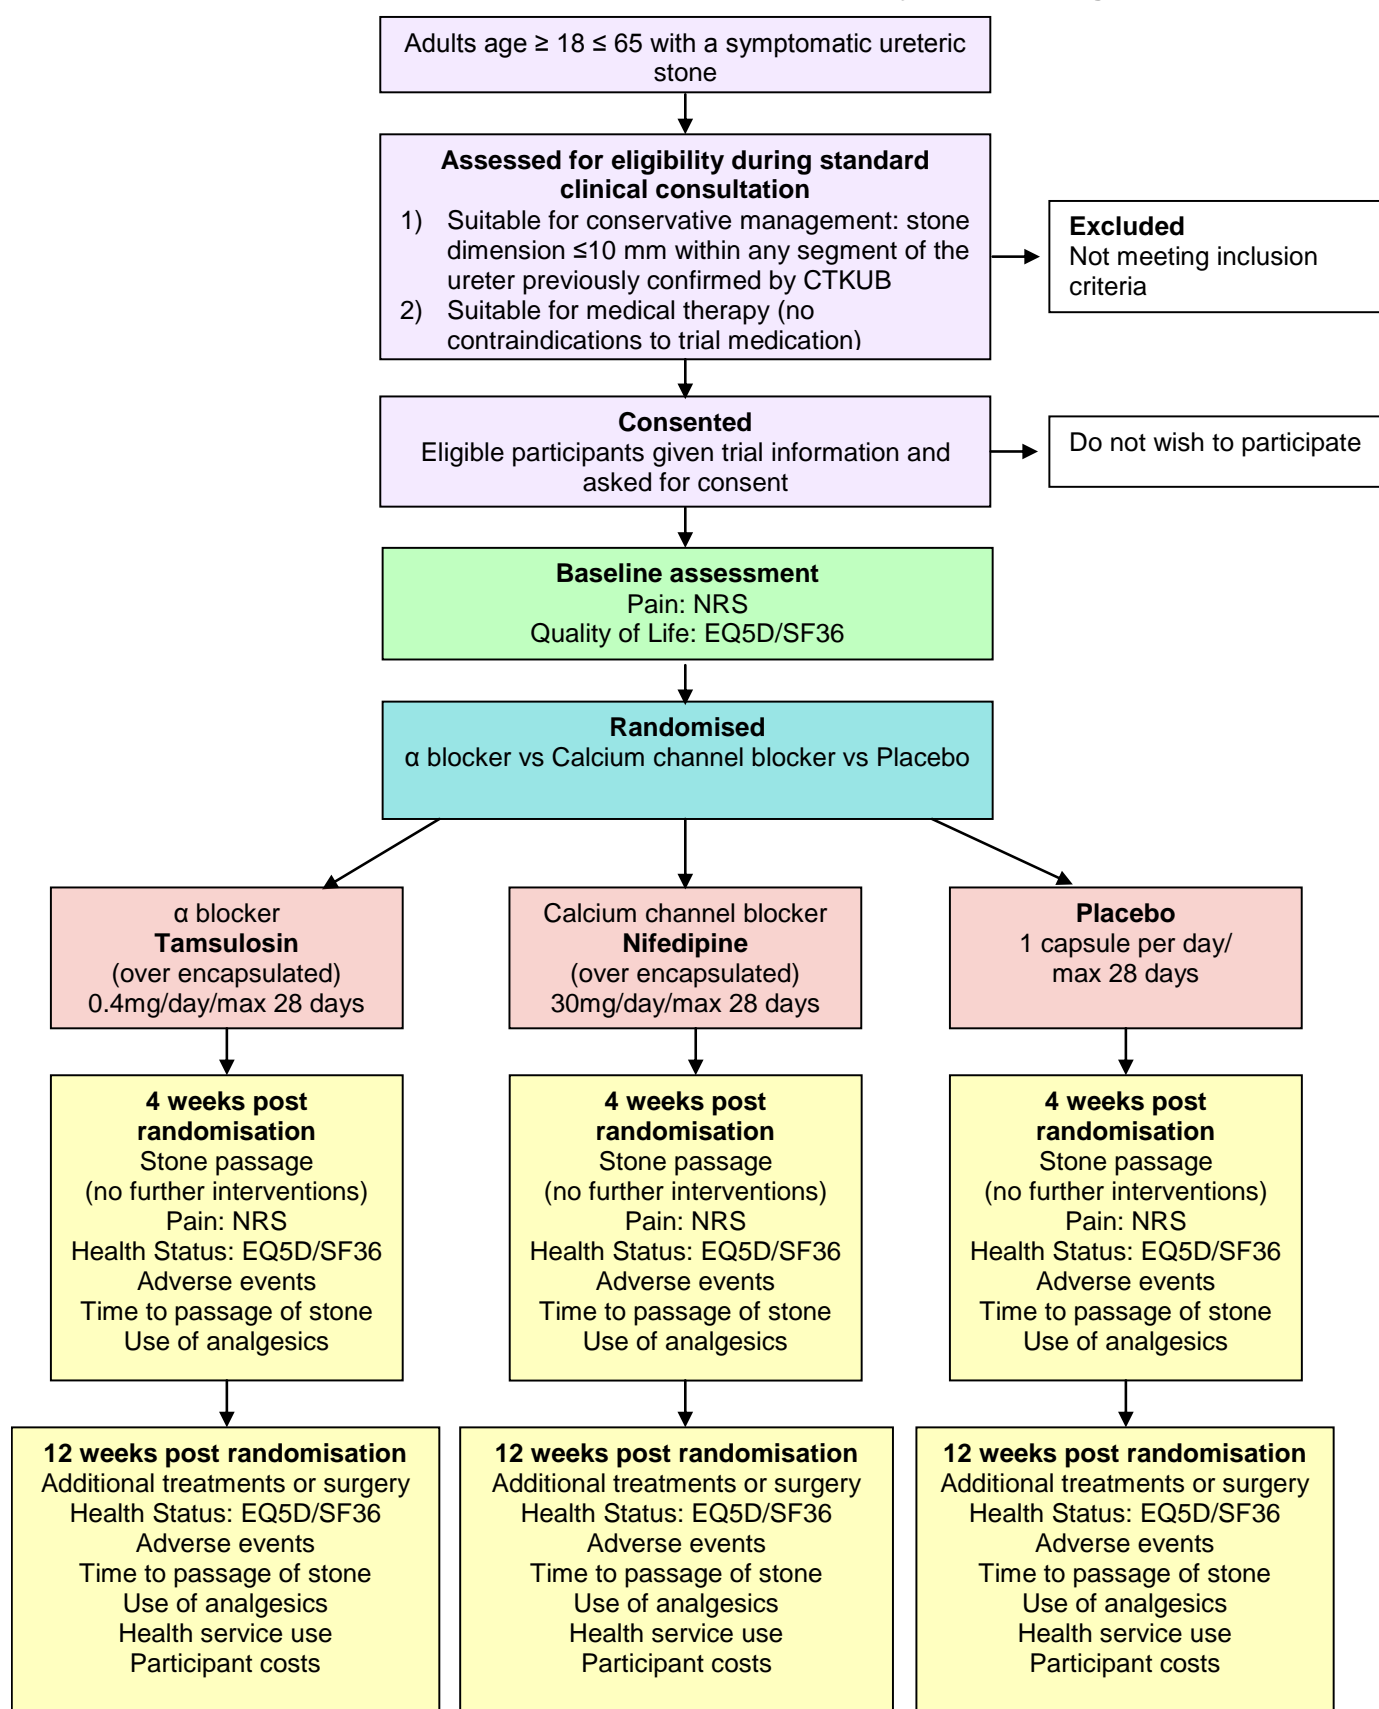 Adults age ≥ 18 ≤ 65 with a symptomatic ureteric
stone
Assessed for eligibility during standard
clinical consultation
1) Suitable for conservative management: stone
dimension ≤10 mm within any segment of the
ureter previously confirmed by CTKUB
2) Suitable for medical therapy (no
contraindications to trial medication)
Excluded
Not meeting inclusion
criteria
Consented
Eligible participants given trial information and
asked for consent
Do not wish to participate
Baseline assessment
Pain: NRS
Quality of Life: EQ5D/SF36
Randomised
α blocker vs Calcium channel blocker vs Placebo
α blocker
Tamsulosin
(over encapsulated)
0.4mg/day/max 28 days
Calcium channel blocker
Nifedipine
(over encapsulated)
30mg/day/max 28 days
Placebo
1 capsule per day/
max 28 days
4 weeks post
randomisation
Stone passage
(no further interventions)
Pain: NRS
Health Status: EQ5D/SF36
Adverse events
Time to passage of stone
Use of analgesics
4 weeks post
randomisation
Stone passage
(no further interventions)
Pain: NRS
Health Status: EQ5D/SF36
Adverse events
Time to passage of stone
Use of analgesics
4 weeks post
randomisation
Stone passage
(no further interventions)
Pain: NRS
Health Status: EQ5D/SF36
Adverse events
Time to passage of stone
Use of analgesics
12 weeks post randomisation
Additional treatments or surgery
Health Status: EQ5D/SF36
Adverse events
Time to passage of stone
Use of analgesics
Health service use
Participant costs
12 weeks post randomisation
Additional treatments or surgery
Health Status: EQ5D/SF36
Adverse events
Time to passage of stone
Use of analgesics
Health service use
Participant costs
12 weeks post randomisation
Additional treatments or surgery
Health Status: EQ5D/SF36
Adverse events
Time to passage of stone
Use of analgesics
Health service use
Participant costs